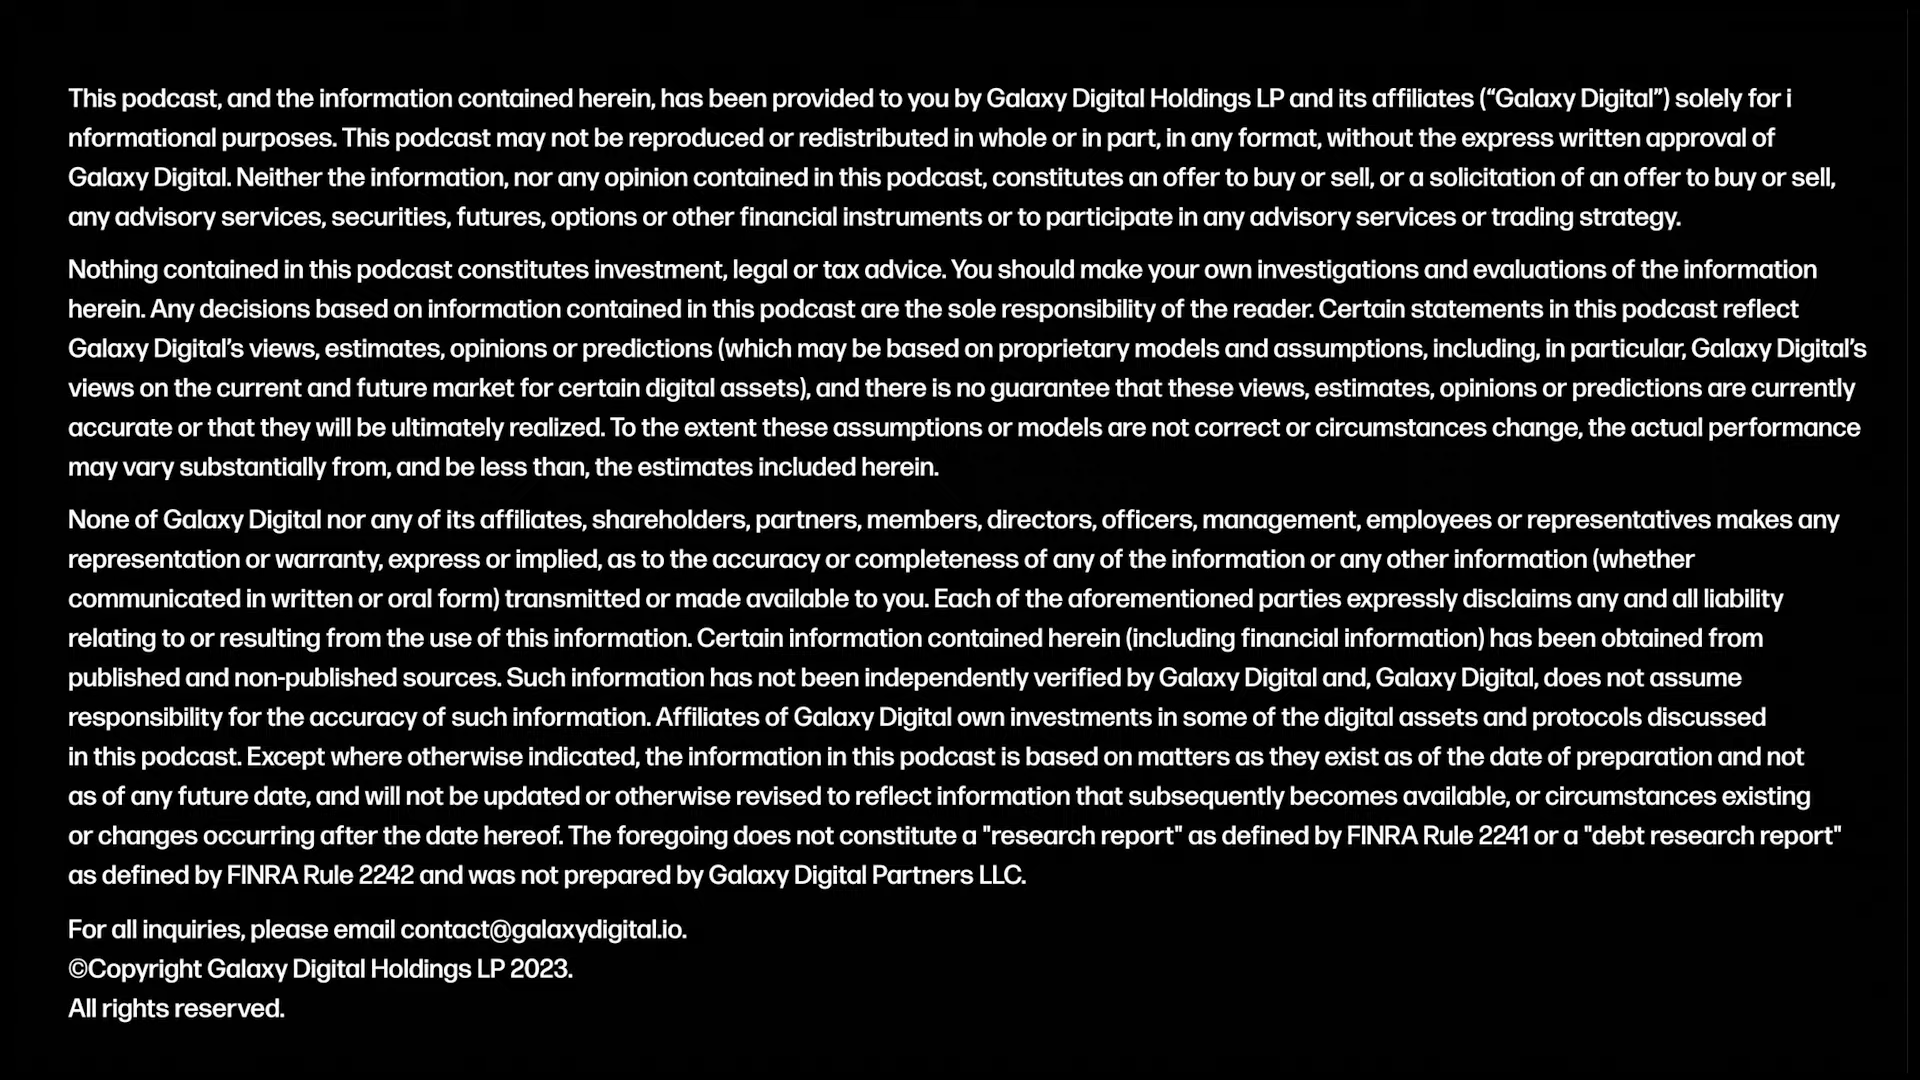 This podcast, and the information contained herein, has been provided to you by Galaxy Digital Holdings LP and its affiliates (“Galaxy Digital”) solely for i
nformational purposes. This podcast may not be reproduced or redistributed in whole or in part, in any format, without the express written approval of
Galaxy Digital. Neither the information, nor any opinion contained in this podcast, constitutes an offer to buy or sell, or a solicitation of an offer to buy or sell,
any advisory services, securities, futures, options or other financial instruments or to participate in any advisory services or trading strategy.
Nothing contained in this podcast constitutes investment, legal or tax advice. You should make your own investigations and evaluations of the information
herein. Any decisions based on information contained in this podcast are the sole responsibility of the reader. Certain statements in this podcast reflect
Galaxy Digital’s views, estimates, opinions or predictions (which may be based on proprietary models and assumptions, including, in particular, Galaxy Digital’s
views on the current and future market for certain digital assets), and there is no guarantee that these views, estimates, opinions or predictions are currently
accurate or that they will be ultimately realized. To the extent these assumptions or models are not correct or circumstances change, the actual performance
may vary substantially from, and be less than, the estimates included herein.
None of Galaxy Digital nor any of its affiliates, shareholders, partners, members, directors, officers, management, employees or representatives makes any
representation or warranty, express or implied, as to the accuracy or completeness of any of the information or any other information (whether
communicated in written or oral form) transmitted or made available to you. Each of the aforementioned parties expressly disclaims any and all liability
relating to or resulting from the use of this information. Certain information contained herein (including financial information) has been obtained from
published and non-published sources. Such information has not been independently verified by Galaxy Digital and, Galaxy Digital, does not assume
responsibility for the accuracy of such information. Affiliates of Galaxy Digital own investments in some of the digital assets and protocols discussed
in this podcast. Except where otherwise indicated, the information in this podcast is based on matters as they exist as of the date of preparation and not
as of any future date, and will not be updated or otherwise revised to reflect information that subsequently becomes available, or circumstances existing
or changes occurring after the date hereof. The foregoing does not constitute a "research report" as defined by FINRA Rule 2241 or a "debt research report"
as defined by FINRA Rule 2242 and was not prepared by Galaxy Digital Partners LLC.
For all inquiries, please email contact@galaxydigital.io.
©Copyright Galaxy Digital Holdings LP 2023.
All rights reserved.